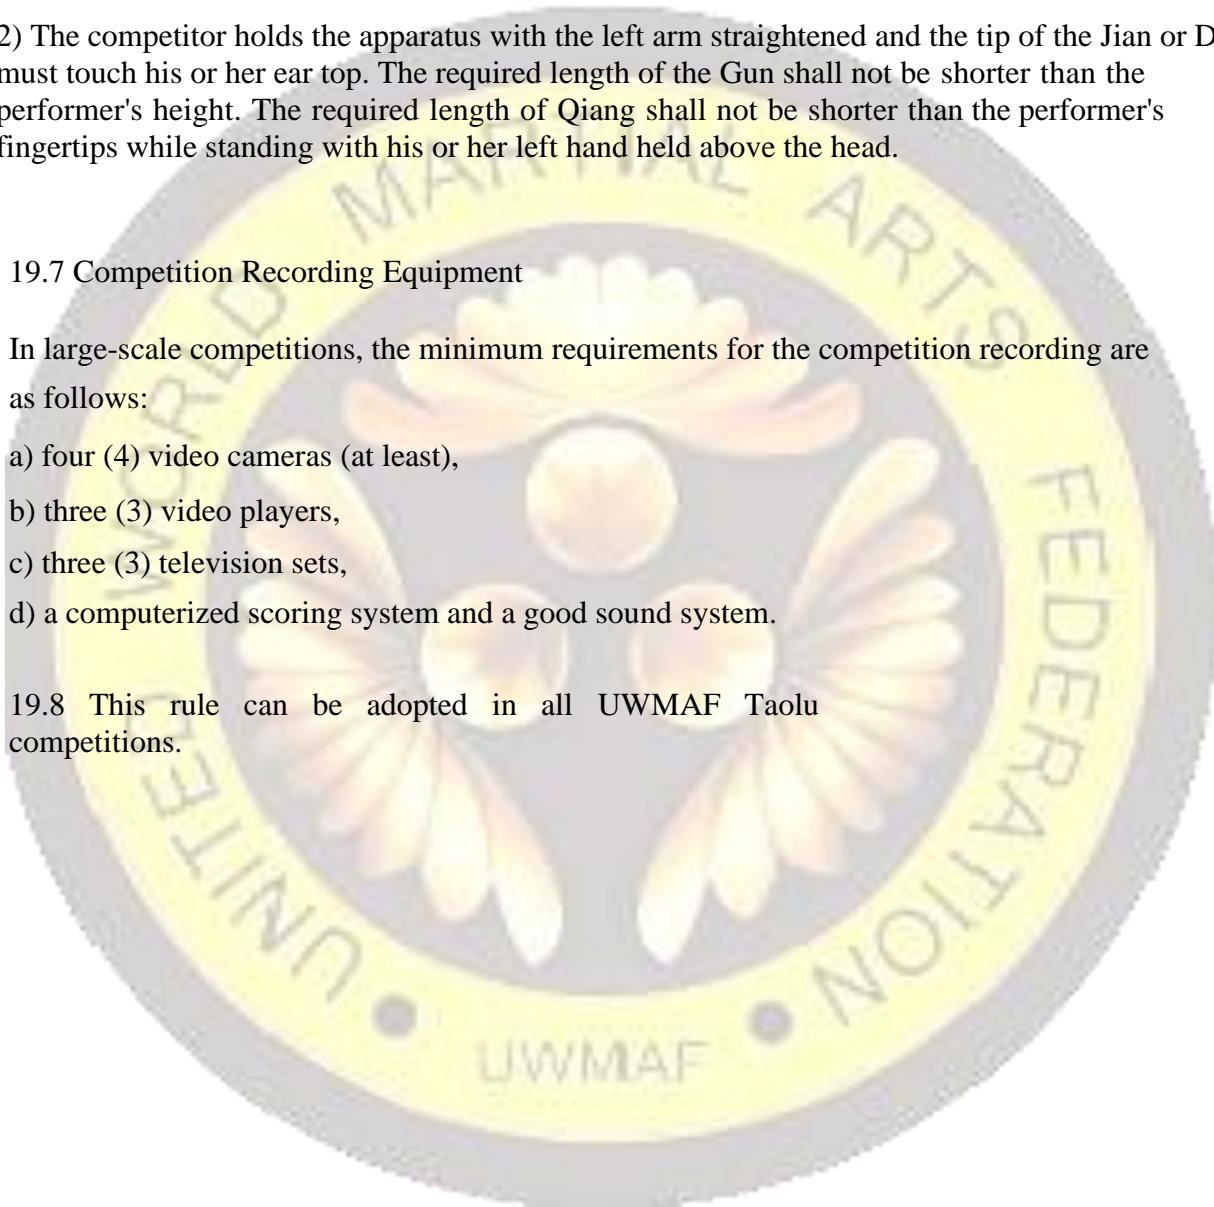 2) The competitor holds the apparatus with the left arm straightened and the tip of the Jian or D
must touch his or her ear top. The required length of the Gun shall not be shorter than the
performer's height. The required length of Qiang shall not be shorter than the performer's
fingertips while standing with his or her left hand held above the head.
19.7 Competition Recording Equipment
In large-scale competitions, the minimum requirements for the competition recording are
as follows:
a) four (4) video cameras (at least),
b) three (3) video players,
c) three (3) television sets,
d) a computerized scoring system and a good sound system.
19.8 This rule can be adopted in all UWMAF Taolu
competitions.
UNITED WORLD MARTIAL ARTS FEDERATION
UWMAF